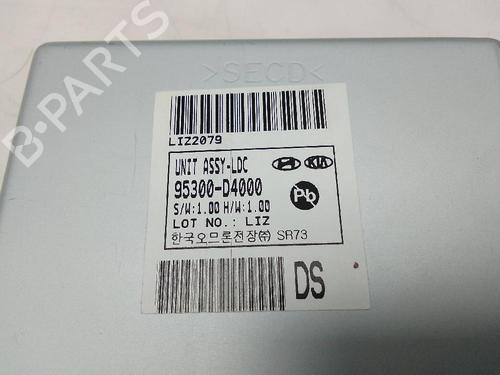 >SECD<
LIZ2079
UNIT ASSY-LDC
95300-D4000
S/W:1.00 H/W:1.00
LOT NO.: LIZ
한국오므론전장㈜ SR73
DS
KIA
Pb
B-PARTS